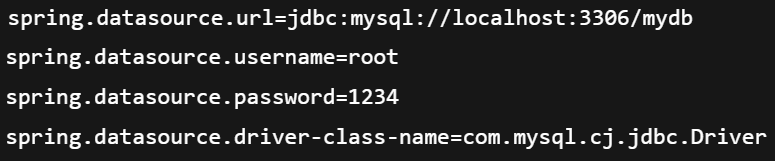 spring.datasource.url=jdbc:mysql://localhost:3306/mydb
spring.datasource.username=root
spring.datasource.password=1234
spring.datasource.driver-class-name=com.mysql.cj.jdbc.Driver